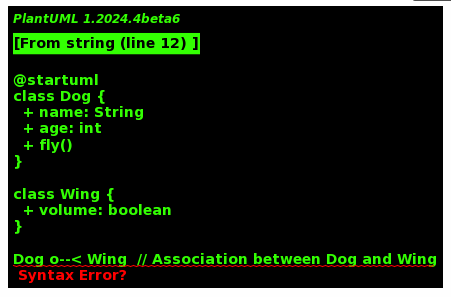 PlantUML 1.2024.4beta6
[From string (line 12) ]
@startuml
class Dog {
  + name: String
  + age: int
  + fly()
}
class Wing {
  + volume: boolean
}
Dog o--< Wing  // Association between Dog and Wing
Syntax Error?